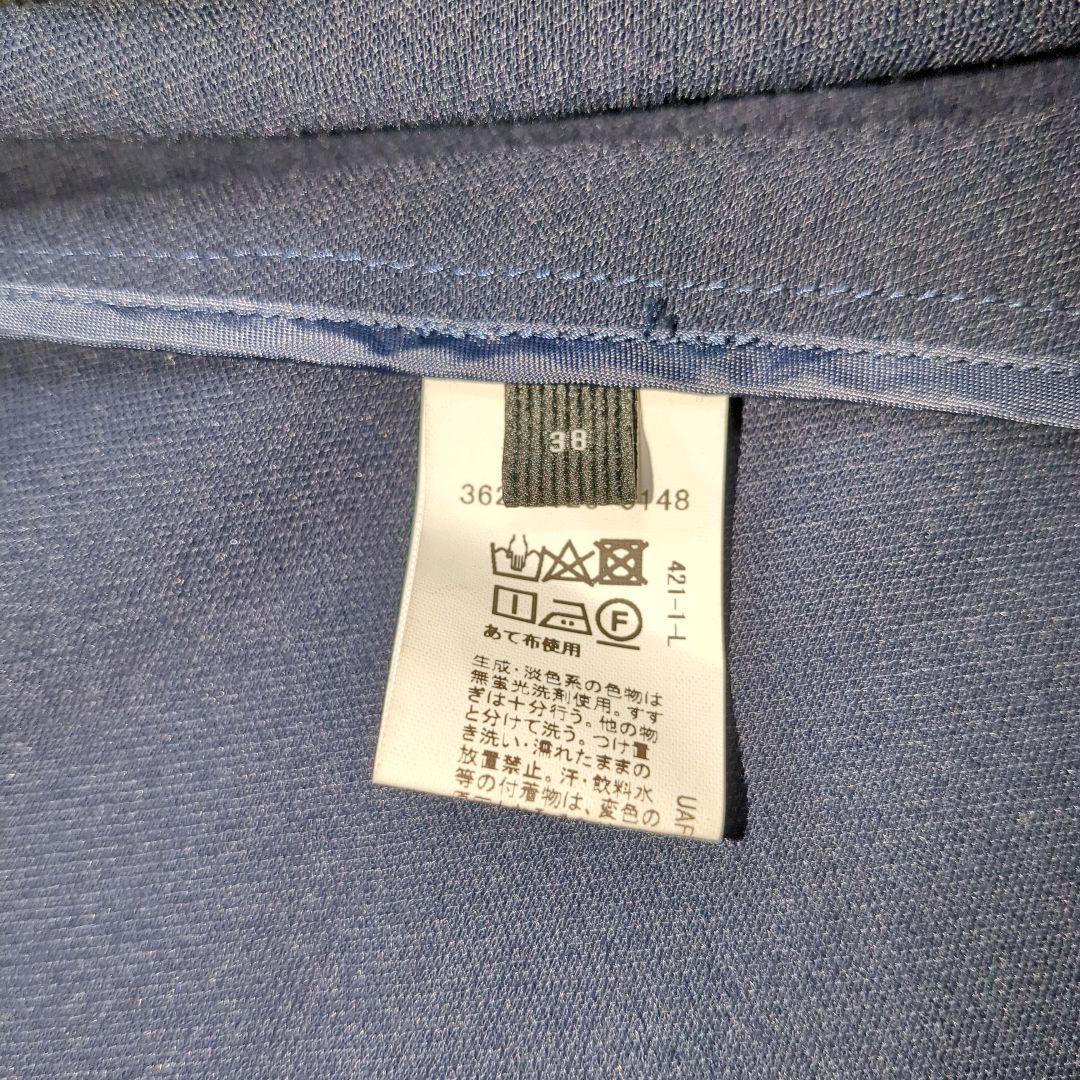 38
0148
F
あて布使用
421-1-L
生成・淡色系の色物は
無蛍光洗剤使用。すす
ぎは十分行う。他の物
と分けて洗う。つけ置
き洗い・濡れたままの
放置禁止。汗・飲料水
等の付着物は、変色の